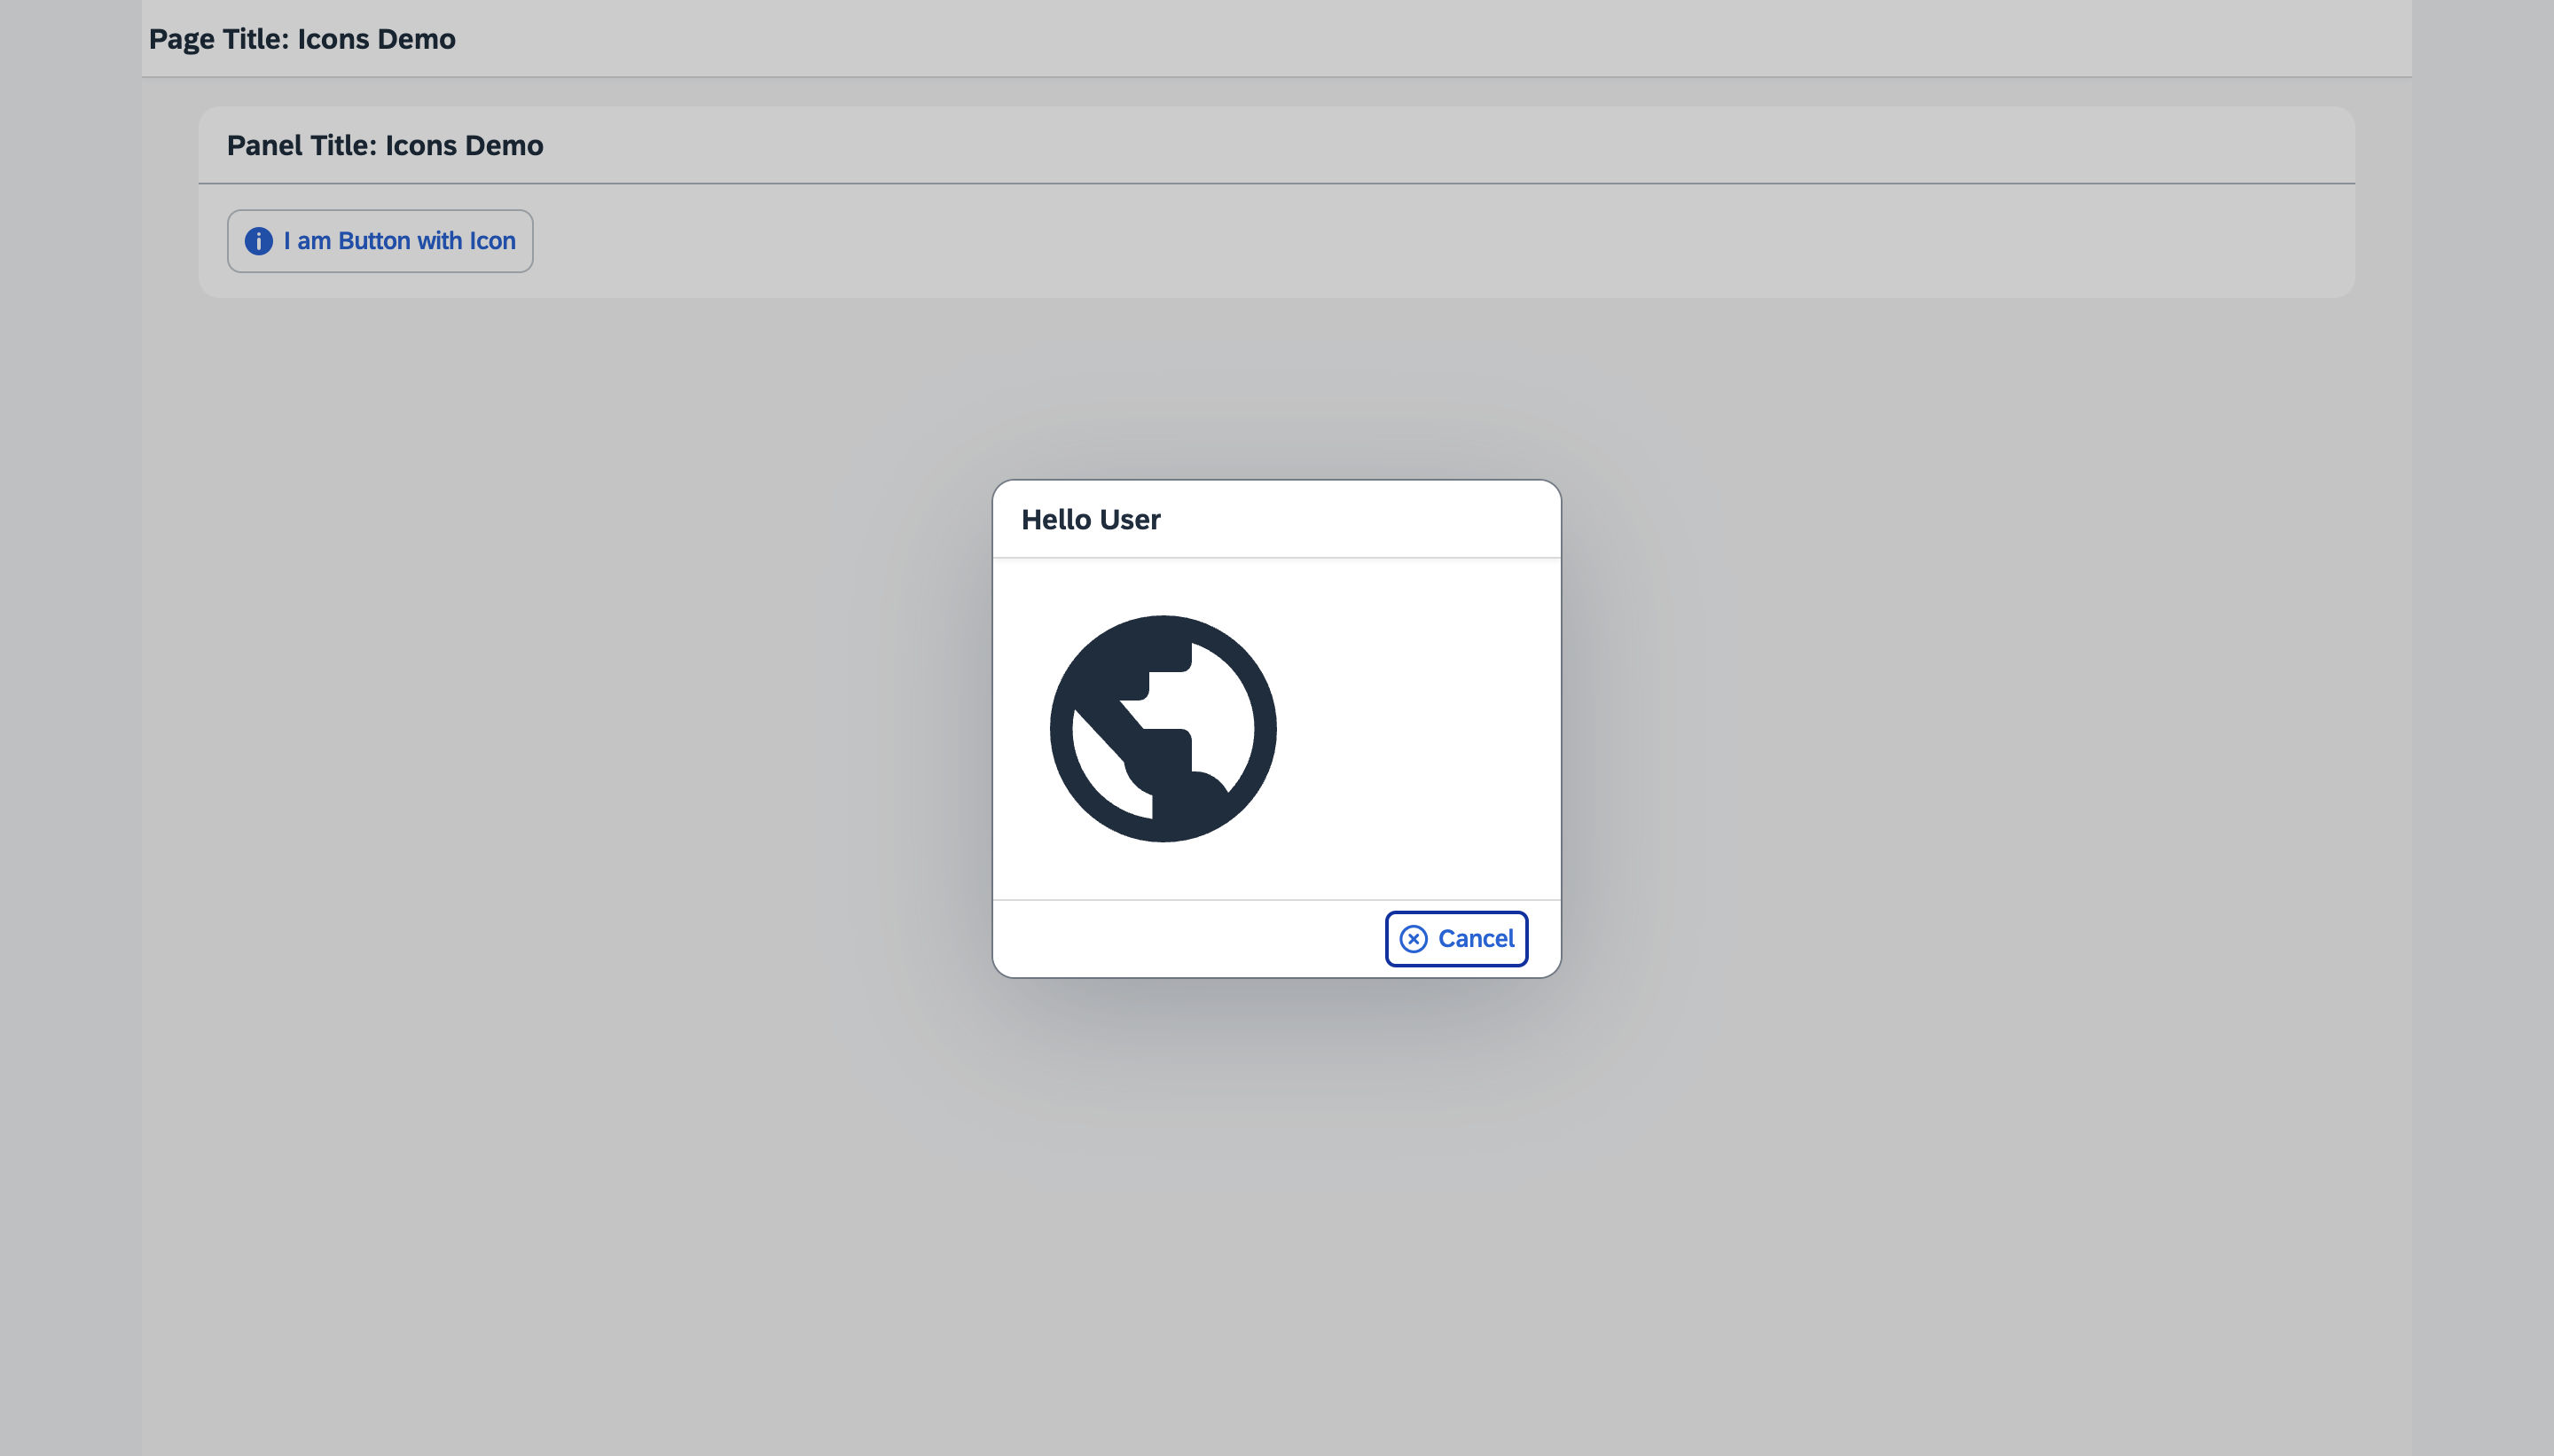 Page Title: Icons Demo
Panel Title: Icons Demo
I am Button with Icon
Hello User
Cancel